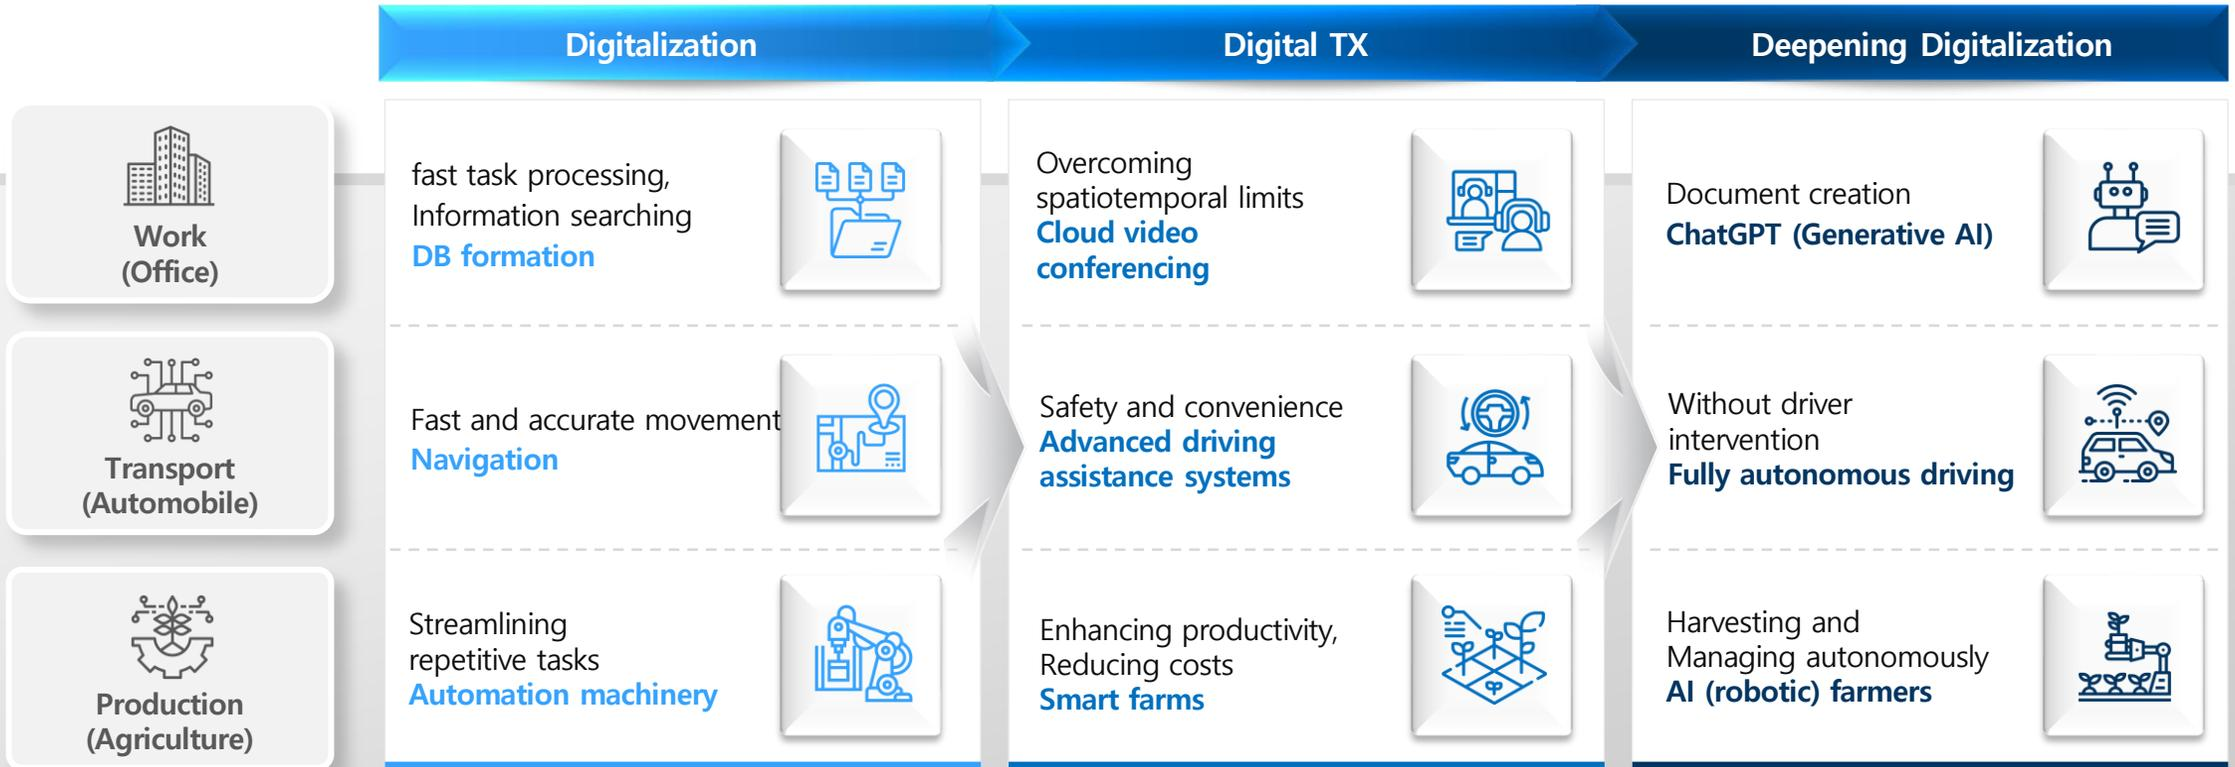 Digitalization
Digital TX
Deepening Digitalization
Work
(Office)
fast task processing,
Information searching
DB formation
Overcoming
spatiotemporal limits
Cloud video
conferencing
Document creation
ChatGPT (Generative AI)
Transport
(Automobile)
Fast and accurate movement
Navigation
Safety and convenience
Advanced driving
assistance systems
Without driver
intervention
Fully autonomous driving
Production
(Agriculture)
Streamlining
repetitive tasks
Automation machinery
Enhancing productivity,
Reducing costs
Smart farms
Harvesting and
Managing autonomously
AI (robotic) farmers